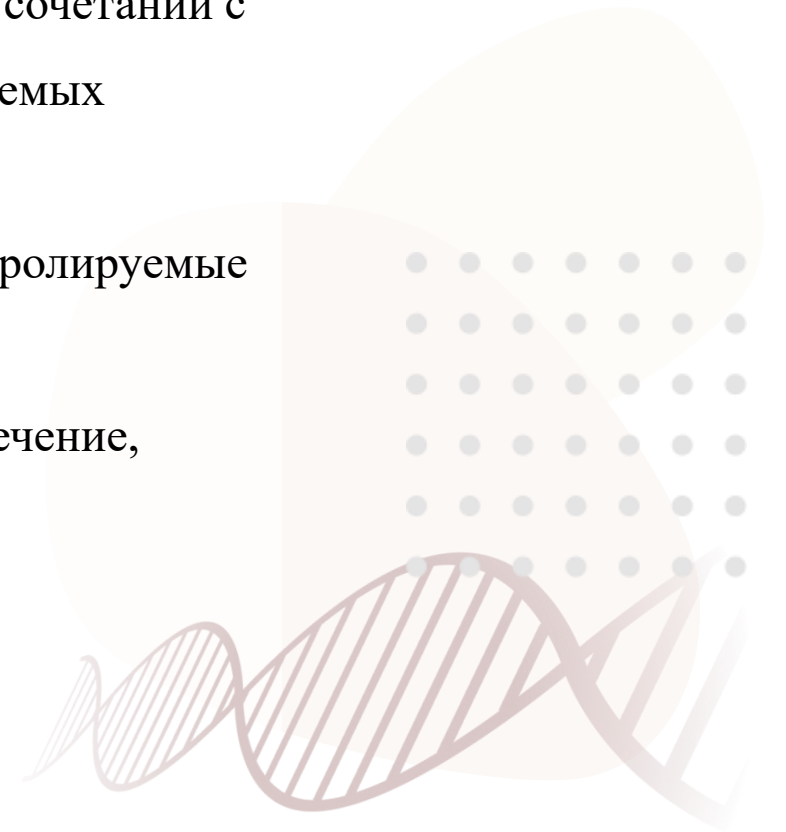 сочетании с
емых
ролируемые
ечение,